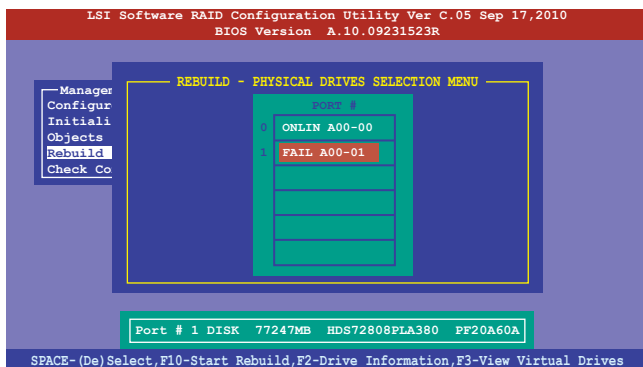 LSI Software RAID Configuration Utility Ver C.05 Sep 17,2010
BIOS Version A.10.09231523R
Managem
Configur
Initiali
Objects
Rebuild
Check Co
REBUILD - PHYSICAL DRIVES SELECTION MENU
PORT #
0 ONLIN A00-00
1 FAIL A00-01
Port # 1 DISK 77247MB HDS72808PLA380 PF20A60A
SPACE-(De)Select,F10-Start Rebuild,F2-Drive Information,F3-View Virtual Drives